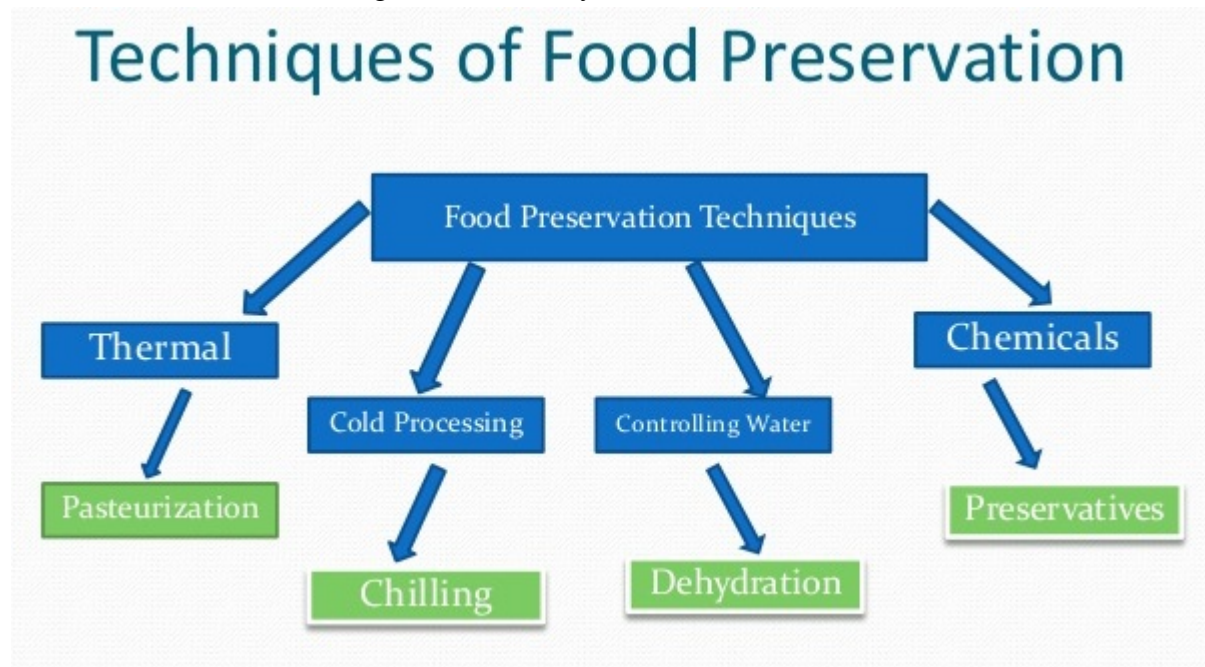 Techniques of Food Preservation
Food Preservation Techniques
Thermal
Chemicals
Cold Processing
Controlling Water
Pasteurization
Preservatives
Chilling
Dehydration